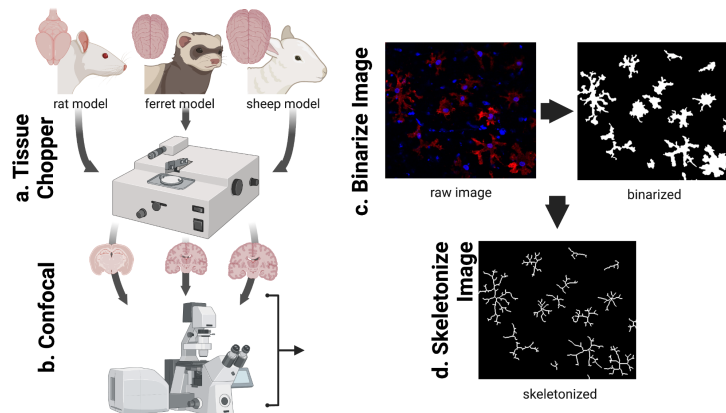 rat model
ferret model
sheep model
a. Tissue
Chopper
b. Confocal
c. Binarize Image
raw image
binarized
d. Skeletonize
Image
skeletonized